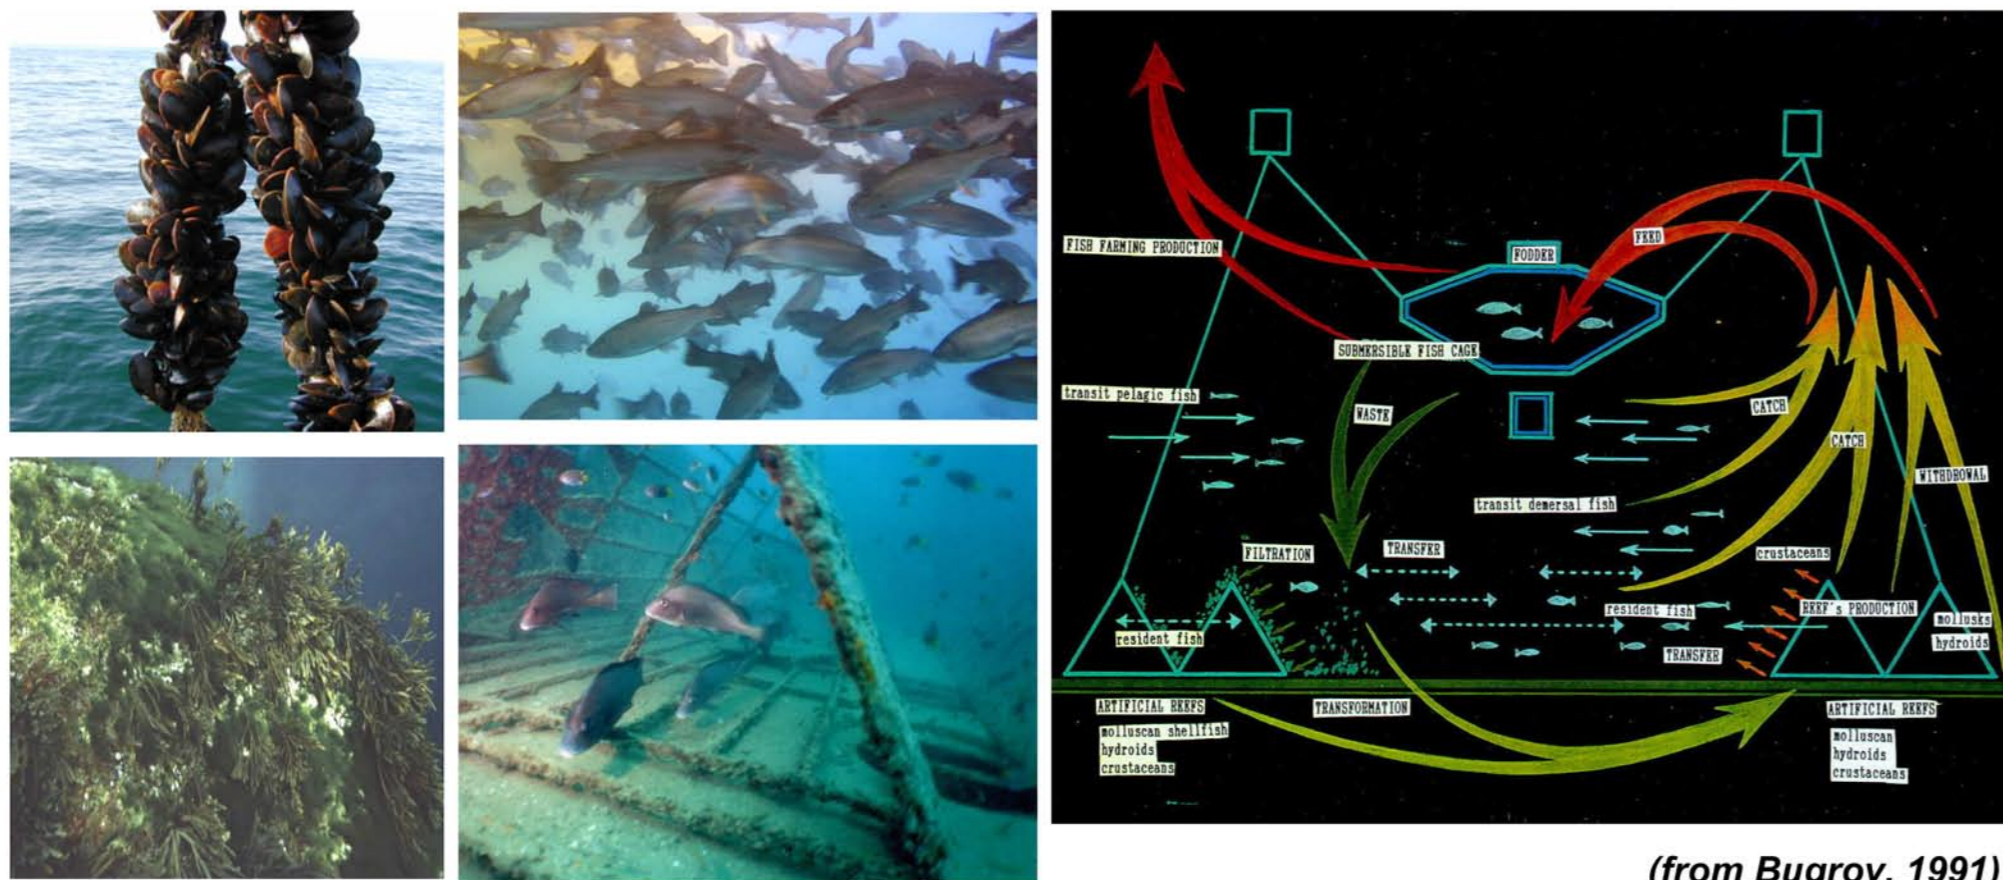 FISH FARMING PRODUCTION
FODDER
FEED
SUBMERSIBLE FISH CAGE
transit pelagic fish
WASTE
CATCH
CATCH
WITHDROWAL
transit demersal fish
FILTRATION
TRANSFER
crustaceans
resident fish
REEF's PRODUCTION
mollusks
hydroids
resident fish
TRANSFER
ARTIFICIAL REEFS
molluscan shellfish
hydroids
crustaceans
TRANSFORMATION
ARTIFICIAL REEFS
molluscan
hydroids
crustaceans
(from Bugrov, 1991)